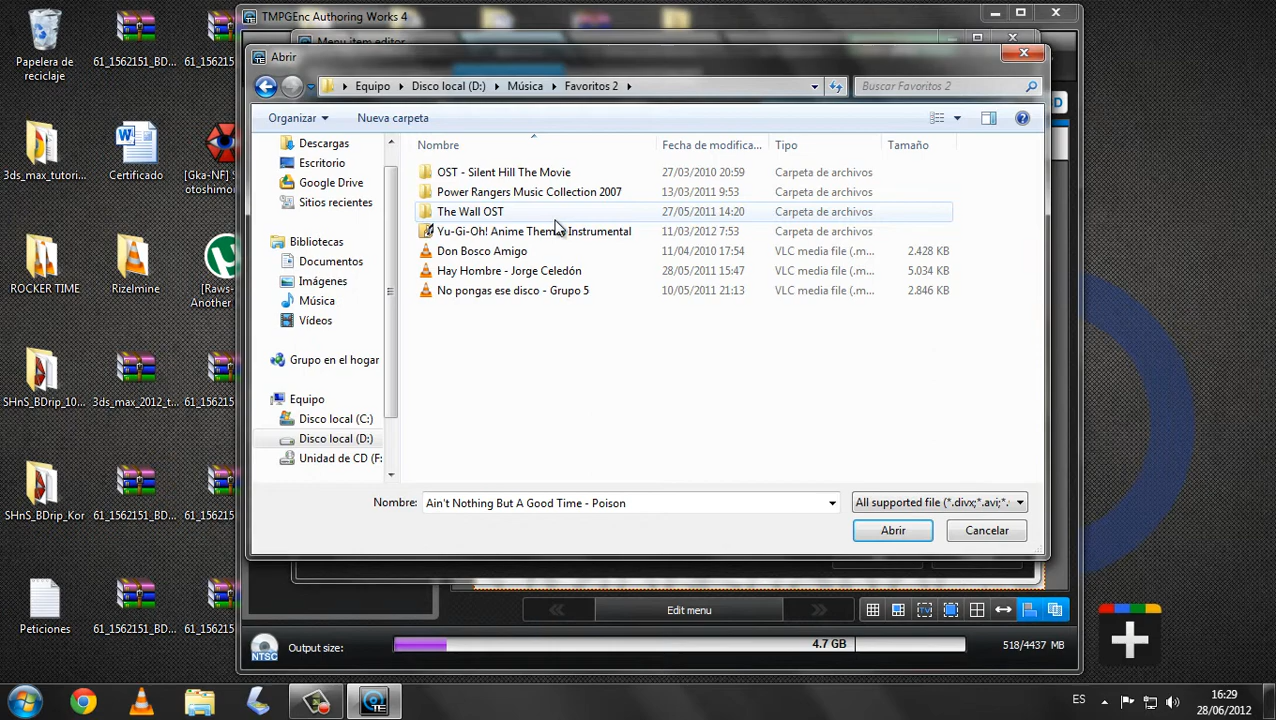 TMPGEnc Authoring Works 4
Menu item editor
Abrir
Equipo Disco local (D:) Música Favoritos 2
Buscar Favoritos 2
Organizar
Nueva carpeta
Nombre
Fecha de modifica...
Tipo
Tamaño
Descargas
Escritorio
Google Drive
Sitios recientes
Bibliotecas
Documentos
Imágenes
Música
Vídeos
Grupo en el hogar
Equipo
Disco local (C:)
Disco local (D:)
Unidad de CD (F:
OST - Silent Hill The Movie 27/03/2010 20:59 Carpeta de archivos
Power Rangers Music Collection 2007 13/03/2011 9:53 Carpeta de archivos
The Wall OST 27/05/2011 14:20 Carpeta de archivos
Yu-Gi-Oh! Anime Theme Instrumental 11/03/2012 7:53 Carpeta de archivos
Don Bosco Amigo 11/04/2010 17:54 VLC media file (.m... 2.428 KB
Hay Hombre - Jorge Celedón 28/05/2011 15:47 VLC media file (.m... 5.034 KB
No pongas ese disco - Grupo 5 10/05/2011 21:13 VLC media file (.m... 2.846 KB
Nombre: Ain't Nothing But A Good Time - Poison
All supported file (*.divx;*.avi;*.
Abrir
Cancelar
Edit menu
NTSC
Output size:
4.7 GB
518/4437 MB
Papelera de
reciclaje
61_1562151_BD...
61_15
3ds_max_tutori...
Certificado
[Gka-NF]
otoshimo
ROCKER TIME
Rizelmine
[Raws-
Another
SHnS_BDrip_10...
3ds_max_2012_t...
61_15
SHnS_BDrip_Kor
61_1562151_BD...
61_15
Peticiones
61_1562151_BD...
61_15
ES
16:29
28/06/2012